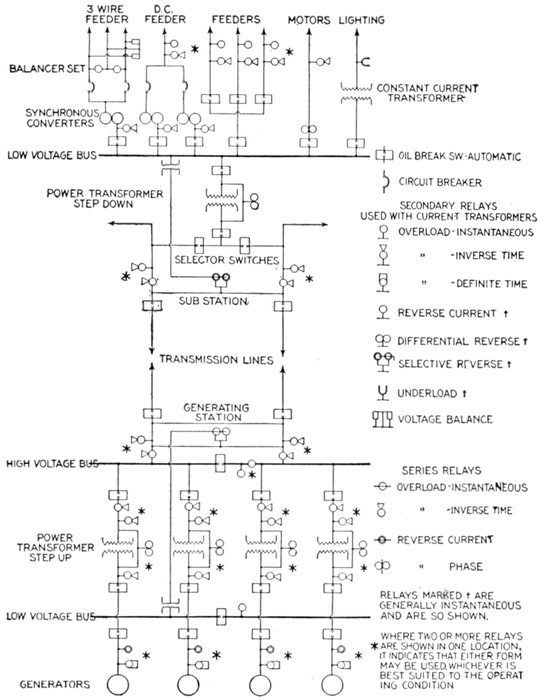 3 WIRE
FEEDER
D.C.
FEEDER
FEEDERS
MOTORS
LIGHTING
BALANCER SET
CONSTANT CURRENT
TRANSFORMER
SYNCHRONOUS
CONVERTERS
LOW VOLTAGE BUS
OIL BREAK SW-AUTOMATIC
CIRCUIT BREAKER
POWER TRANSFORMER
STEP DOWN
SECONDARY RELAYS
USED WITH CURRENT TRANSFORMERS
OVERLOAD-INSTANTANEOUS
" -INVERSE TIME
" -DEFINITE TIME
SELECTOR SWITCHES
SUB STATION
REVERSE CURRENT †
DIFFERENTIAL REVERSE †
SELECTIVE REVERSE †
UNDERLOAD †
VOLTAGE BALANCE
TRANSMISSION LINES
GENERATING
STATION
HIGH VOLTAGE BUS
SERIES RELAYS
OVERLOAD-INSTANTANEOUS
" -INVERSE TIME
REVERSE CURRENT
" PHASE
POWER
TRANSFORMER
STEP UP
RELAYS MARKED † ARE
GENERALLY INSTANTANEOUS
AND ARE SO SHOWN.
LOW VOLTAGE BUS
WHERE TWO OR MORE RELAYS
* ARE SHOWN IN ONE LOCATION,
IT INDICATES THAT EITHER FORM
MAY BE USED, WHICHEVER IS
BEST SUITED TO THE OPERAT
ING CONDITION
GENERATORS